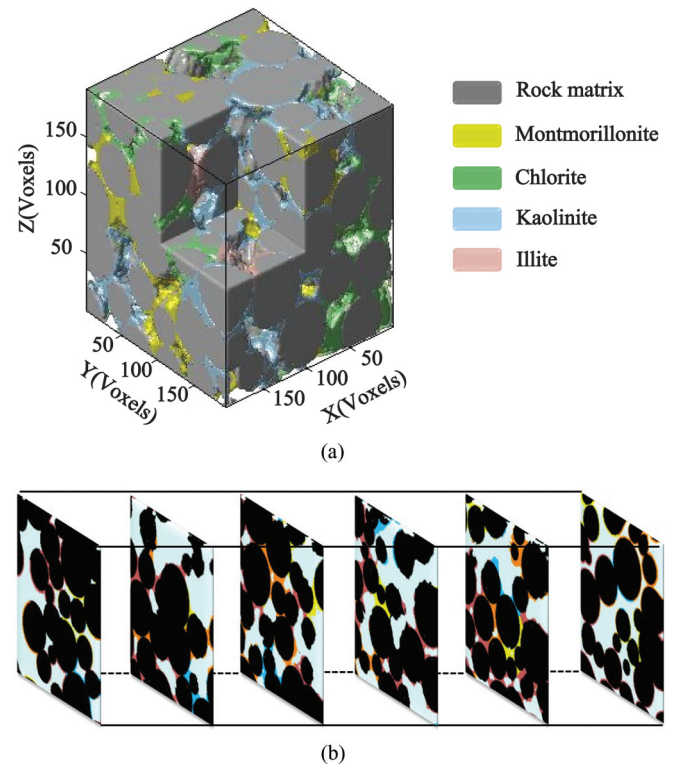 Z(Voxels)
150
100
50
50
100
150
Y(Voxels)
50
100
150
X(Voxels)
Rock matrix
Montmorillonite
Chlorite
Kaolinite
Illite
(a)
(b)